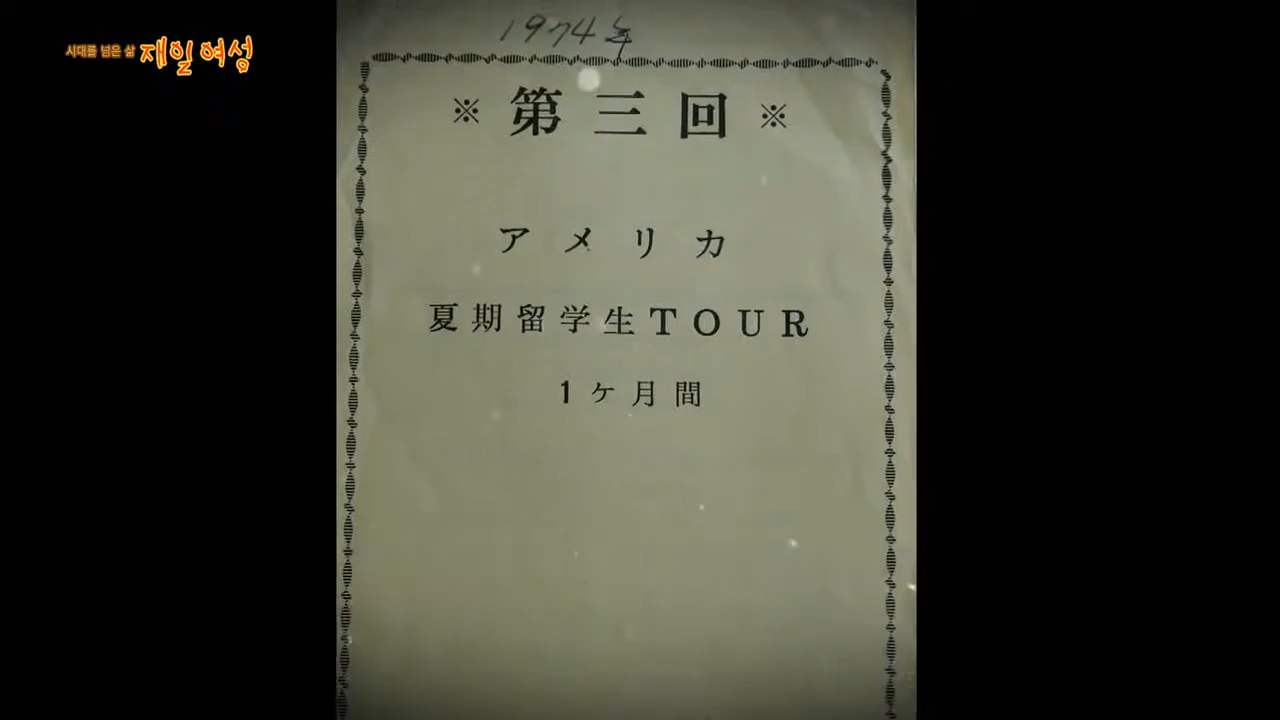 시대를 넘은 삶 재일여성
1974年
※ 第三回 ※
アメリカ
夏期留学生TOUR
1ケ月間